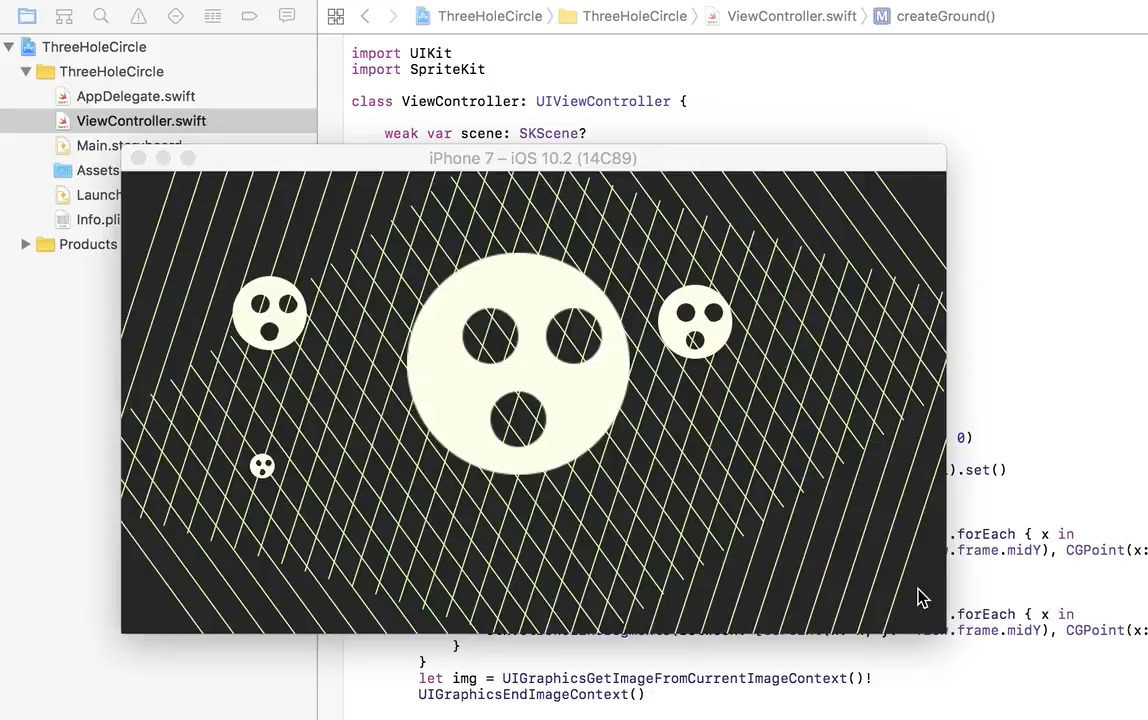 ThreeHoleCircle
ThreeHoleCircle
ViewController.swift
createGround()
ThreeHoleCircle
ThreeHoleCircle
AppDelegate.swift
ViewController.swift
Main.storyboard
Assets
Launch
Info.pli
Products
import UIKit
import SpriteKit
class ViewController: UIViewController {
weak var scene: SKScene?
iPhone 7 – iOS 10.2 (14C89)
0)
).set()
.forEach { x in
.frame.midY), CGPoint(x:
.forEach { x in
.frame.midY), CGPoint(x:
}
}
let img = UIGraphicsGetImageFromCurrentImageContext()!
UIGraphicsEndImageContext()